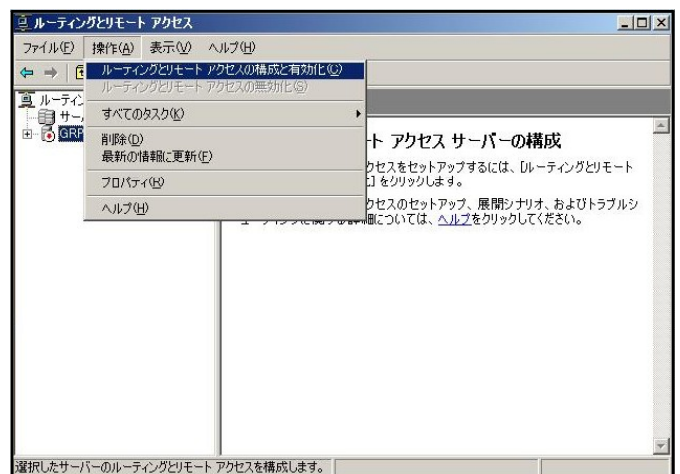 ルーティングとリモート アクセス
ファイル(F) 操作(A) 表示(V) ヘルプ(H)
ルーティングとリモート アクセスの構成と有効化(C)
ルーティングとリモート アクセスの無効化(S)
すべてのタスク(K)
削除(D)
最新の情報に更新(F)
プロパティ(R)
ヘルプ(H)
ルーティン
サー
GRP
ト アクセス サーバーの構成
クセスをセットアップするには、[ルーティングとリモート
] をクリックします。
クセスのセットアップ、展開シナリオ、およびトラブルシ
ューティングに関する詳細については、ヘルプをクリックしてください。
選択したサーバーのルーティングとリモート アクセスを構成します。